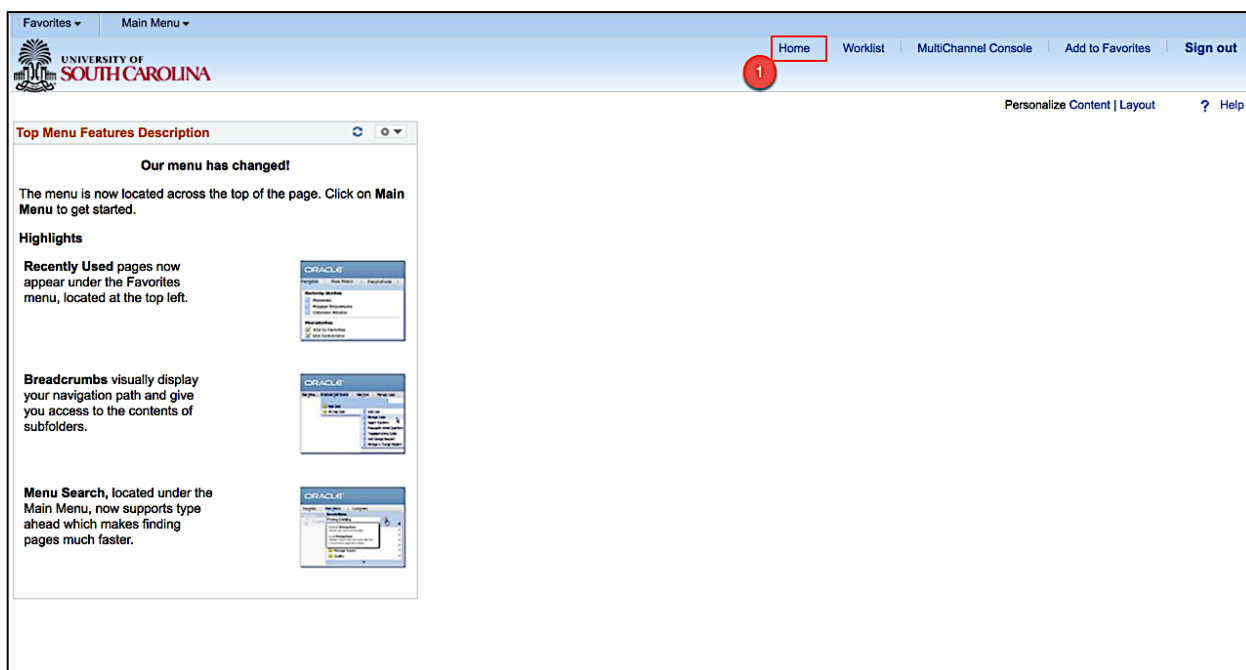 Favorites Main Menu
UNIVERSITY OF
SOUTH CAROLINA
Home Worklist MultiChannel Console Add to Favorites Sign out
1
Personalize Content | Layout ? Help
Top Menu Features Description
Our menu has changed!
The menu is now located across the top of the page. Click on Main
Menu to get started.
Highlights
Recently Used pages now
appear under the Favorites
menu, located at the top left.
ORACLE
Breadcrumbs visually display
your navigation path and give
you access to the contents of
subfolders.
ORACLE
Menu Search, located under the
Main Menu, now supports type
ahead which makes finding
pages much faster.
ORACLE